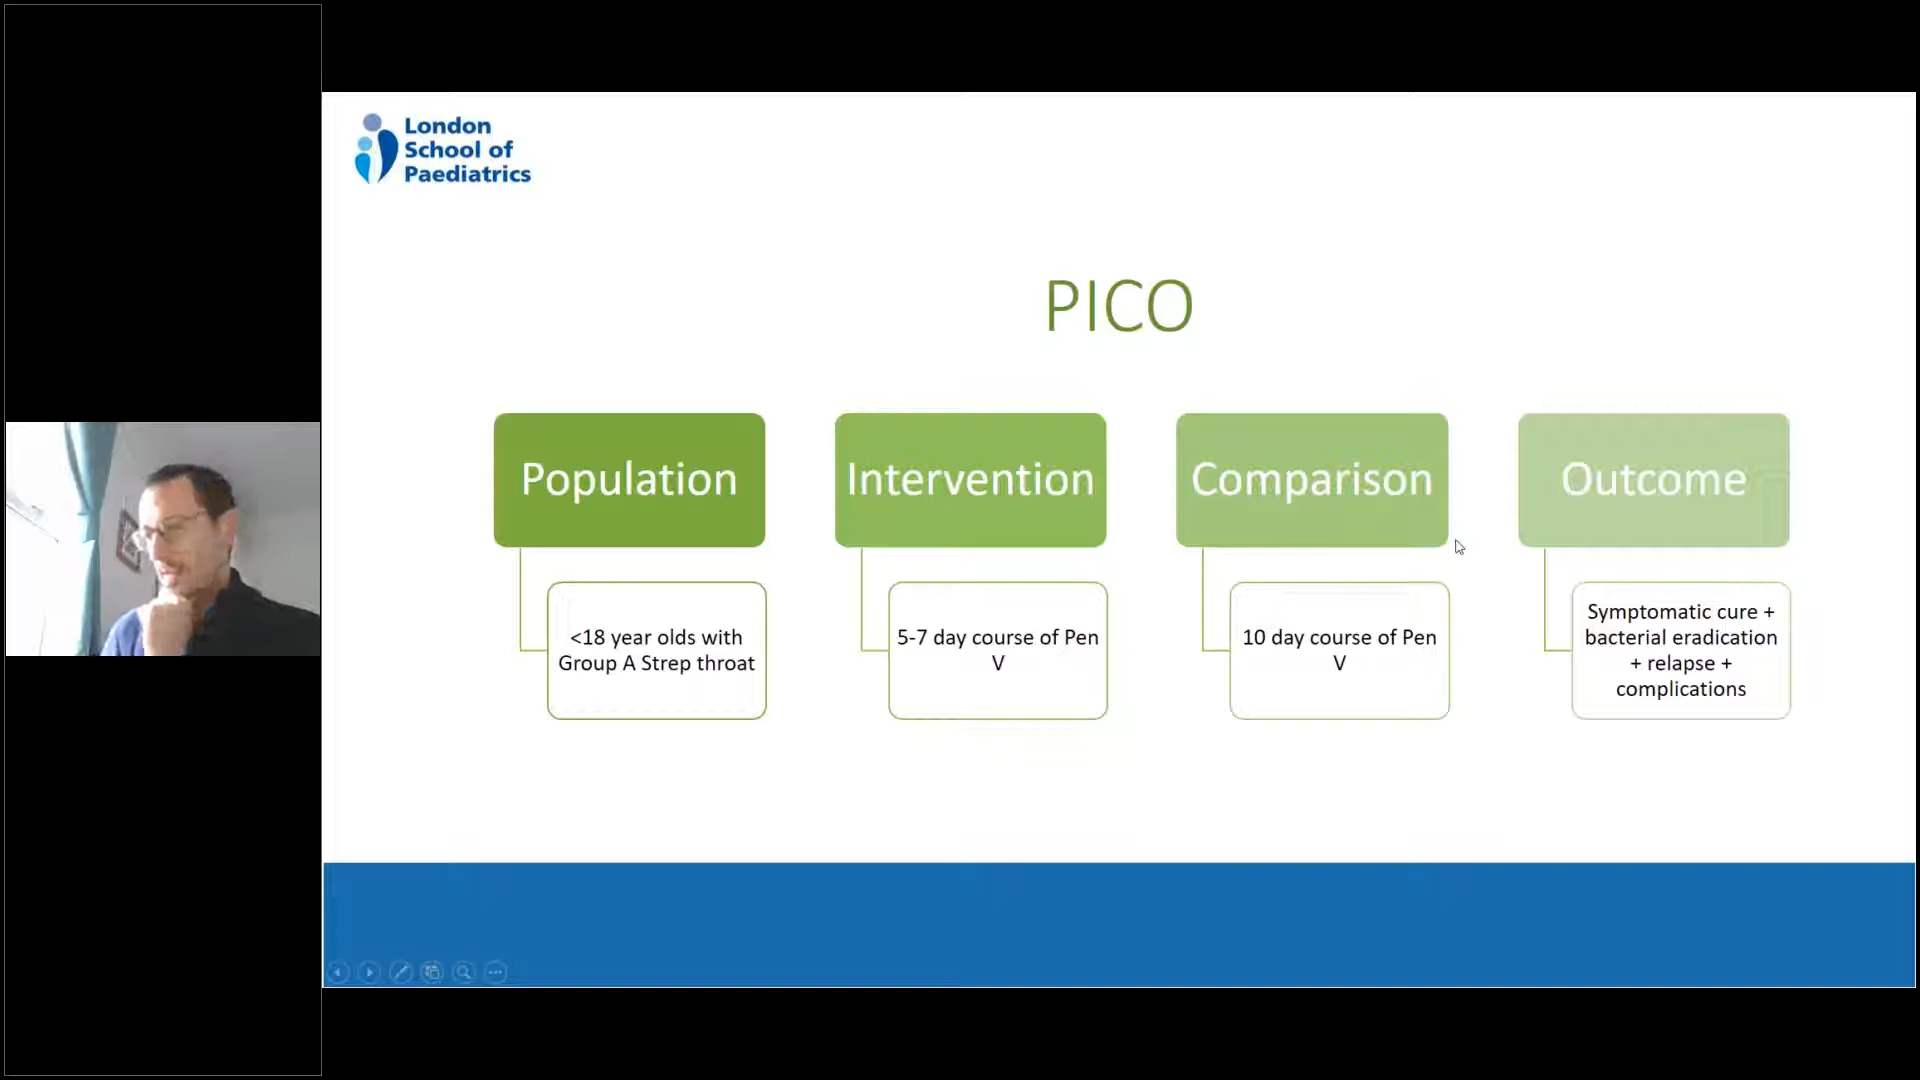 London
School of
Paediatrics
PICO
Population
Intervention
Comparison
Outcome
<18 year olds with
Group A Strep throat
5-7 day course of Pen
V
10 day course of Pen
V
Symptomatic cure +
bacterial eradication
+ relapse +
complications